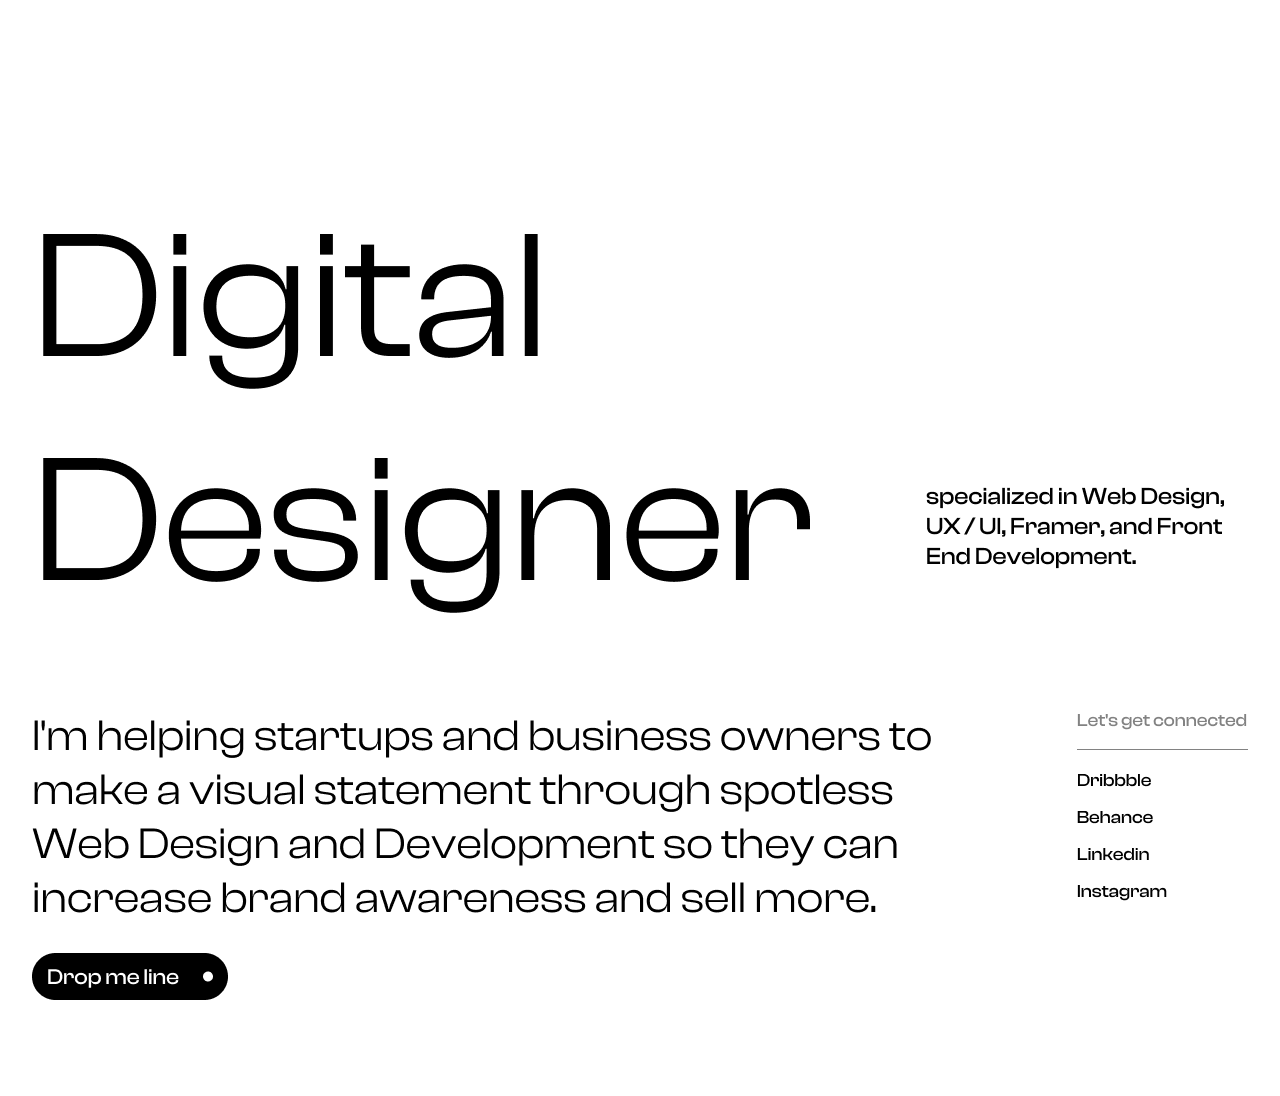 Digital
Designer
specialized in Web Design,
UX / UI, Framer, and Front
End Development.
I'm helping startups and business owners to
make a visual statement through spotless
Web Design and Development so they can
increase brand awareness and sell more.
Drop me line
Let's get connected
Dribbble
Behance
Linkedin
Instagram